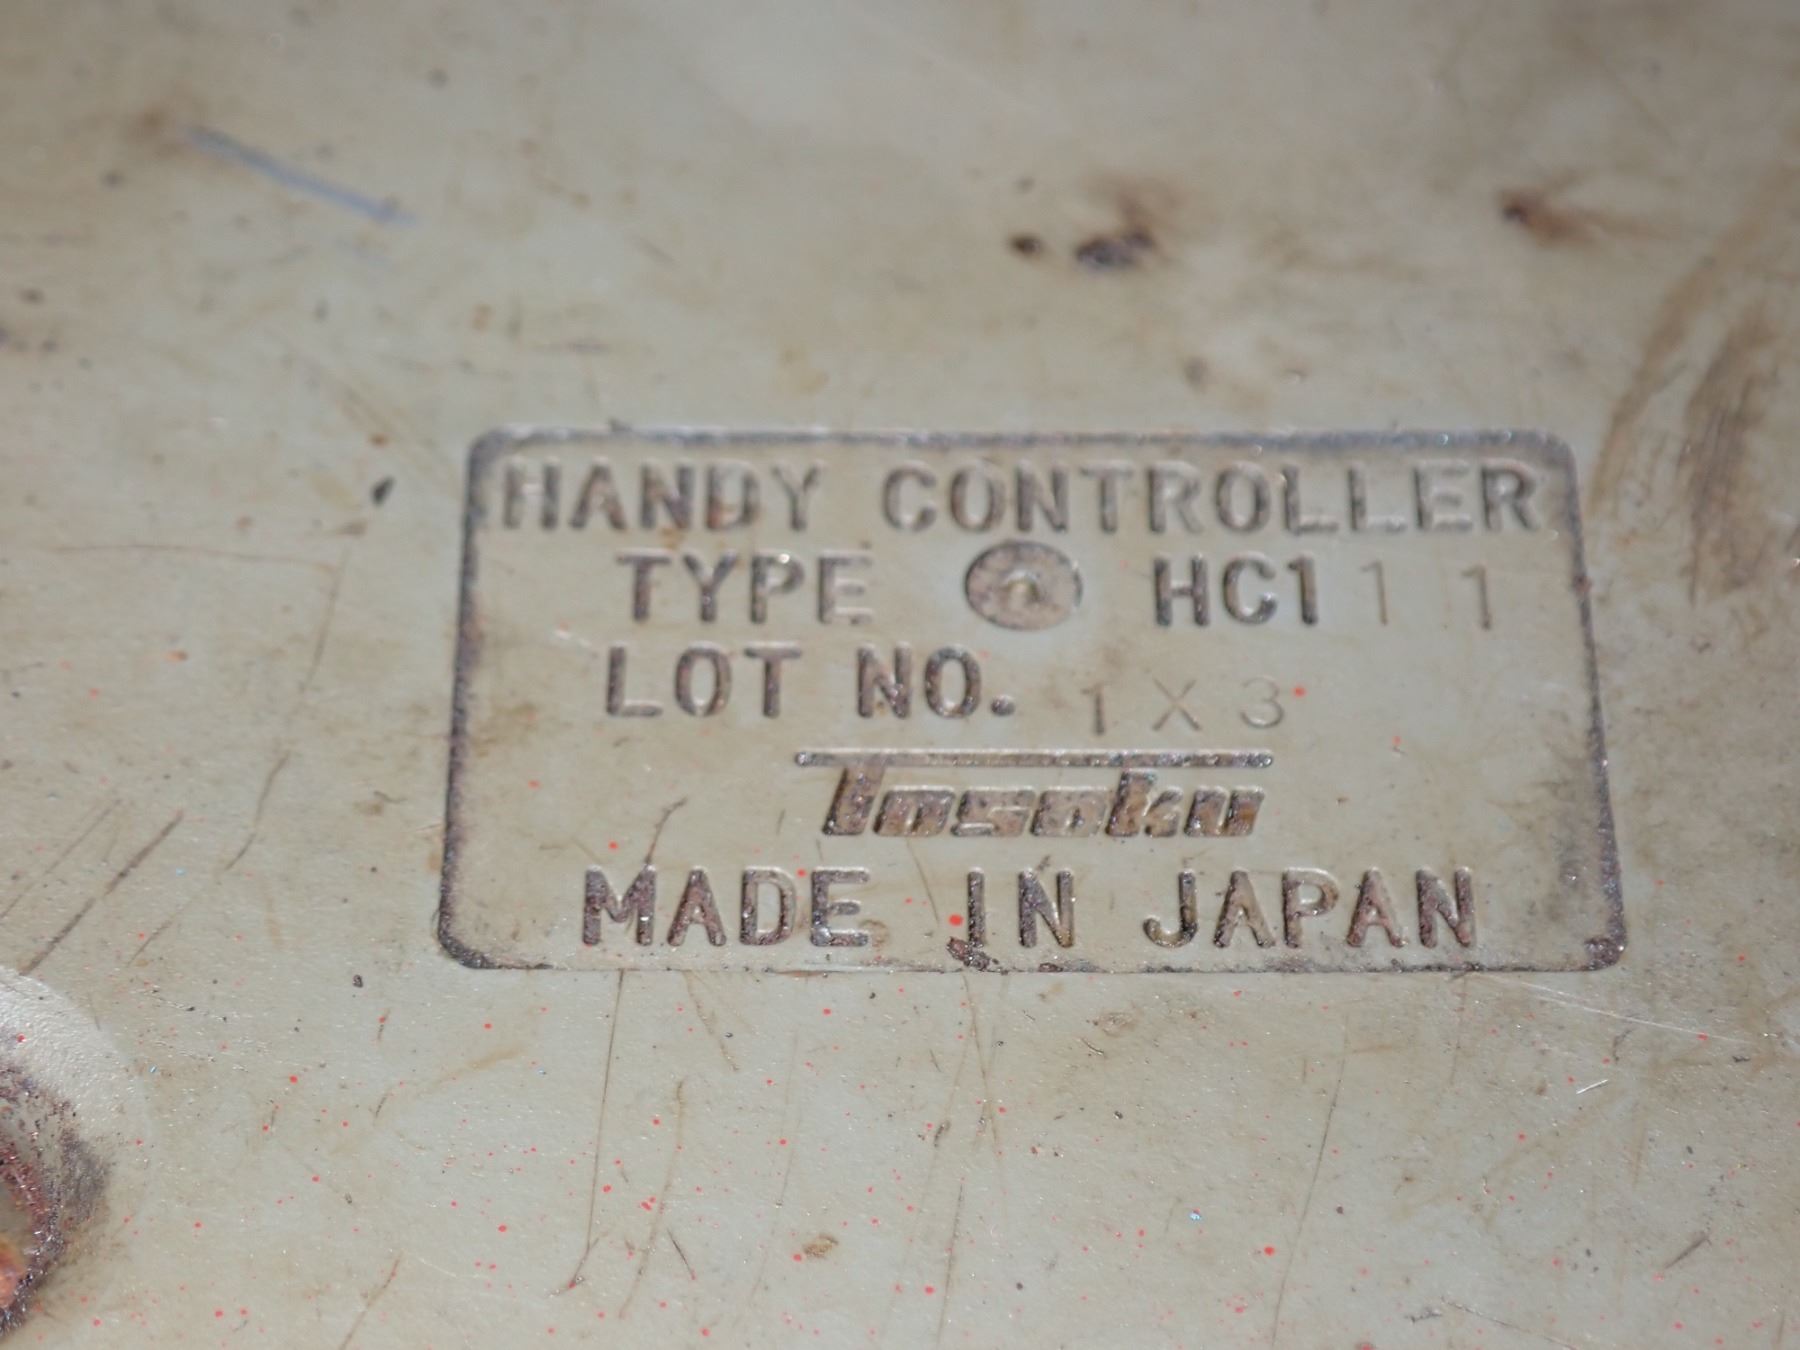 HANDY CONTROLLER
TYPE HC111
LOT NO. 1X3
Tosoku
MADE IN JAPAN